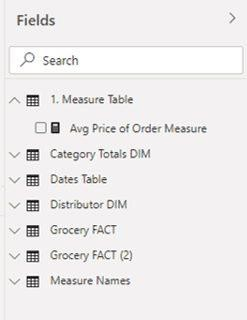 Fields
Search
1. Measure Table
Avg Price of Order Measure
Category Totals DIM
Dates Table
Distributor DIM
Grocery FACT
Grocery FACT (2)
Measure Names